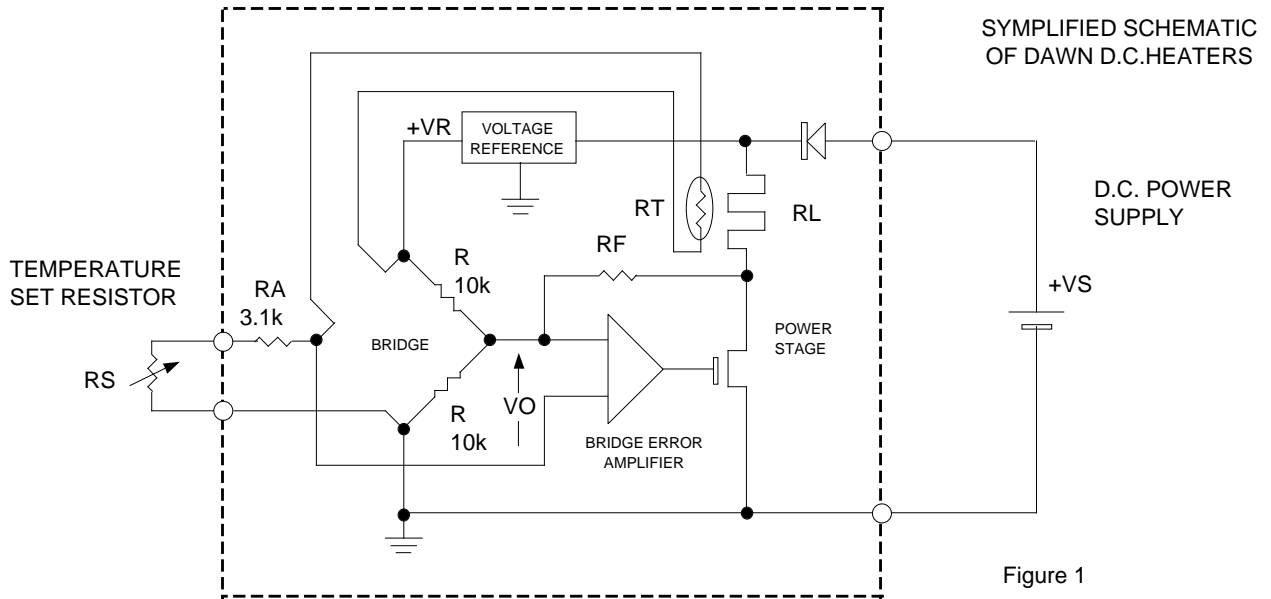 SYMPLIFIED SCHEMATIC
OF DAWN D.C.HEATERS
+VR
VOLTAGE
REFERENCE
D.C. POWER
SUPPLY
RT
RL
RF
R
10k
TEMPERATURE
SET RESISTOR
RA
3.1k
+VS
BRIDGE
POWER
STAGE
RS
VO
R
10k
BRIDGE ERROR
AMPLIFIER
Figure 1